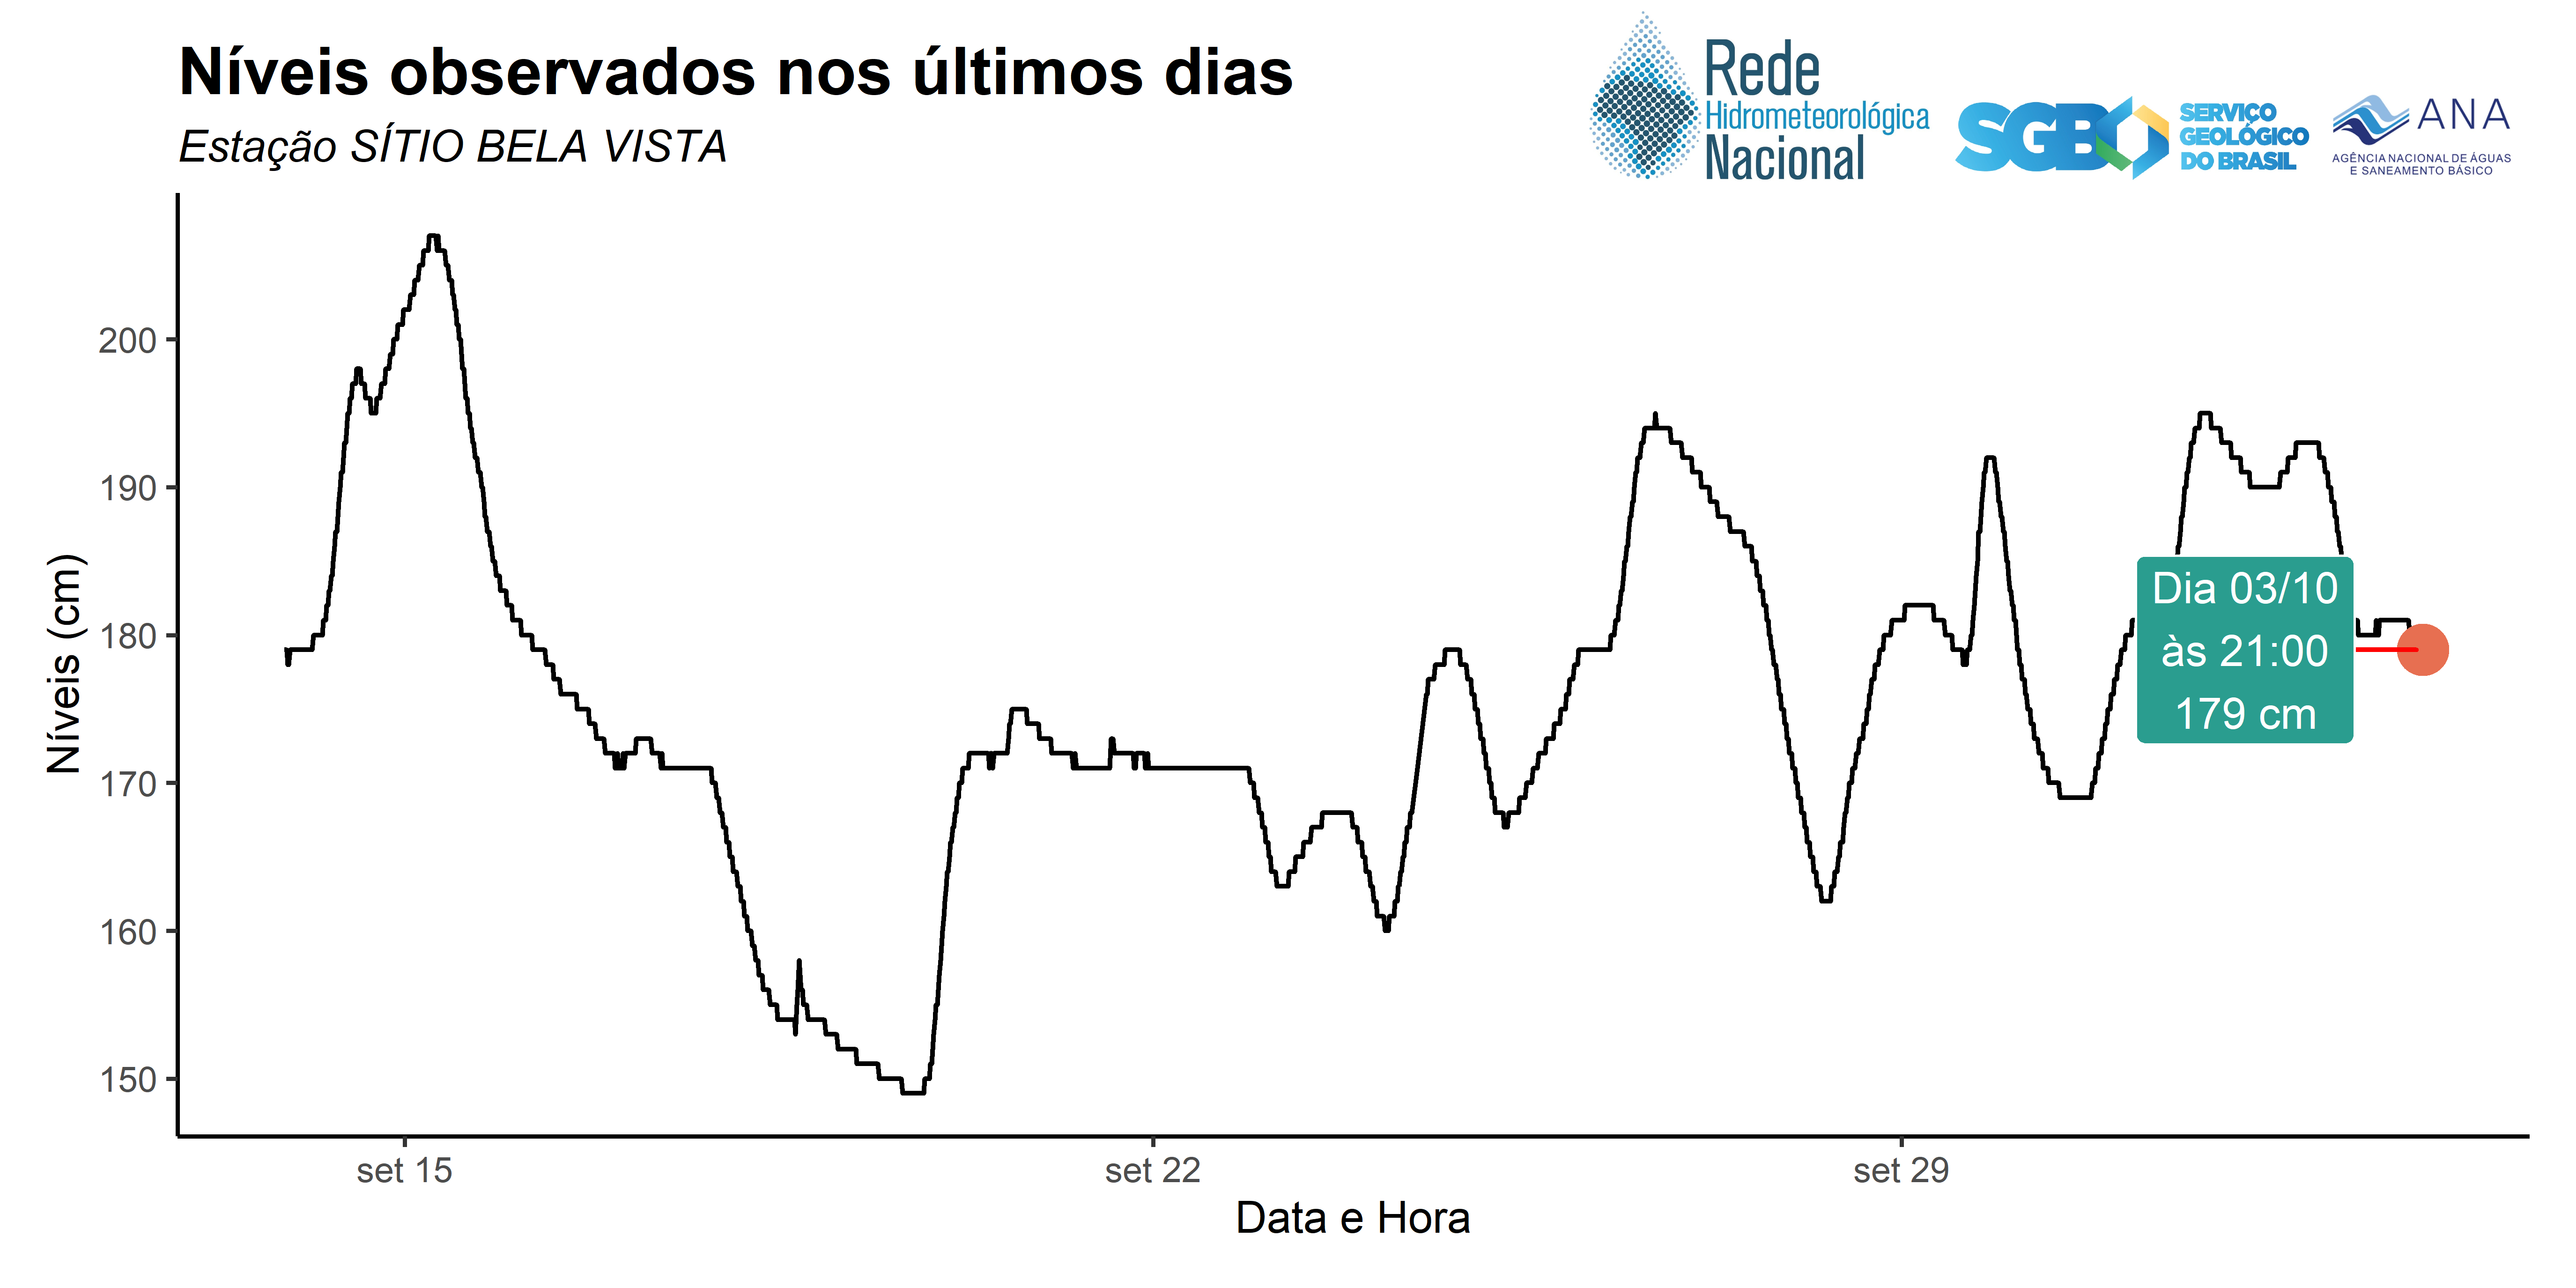 Níveis observados nos últimos dias
Estação SÍTIO BELA VISTA
Rede
Hidrometeorológica
Nacional
SGB
SERVIÇO
GEOLÓGICO
DO BRASIL
ANA
AGÊNCIA NACIONAL DE ÁGUAS
E SANEAMENTO BÁSICO
Níveis (cm)
200
190
180
170
160
150
Dia 03/10
às 21:00
179 cm
set 15
set 22
set 29
Data e Hora